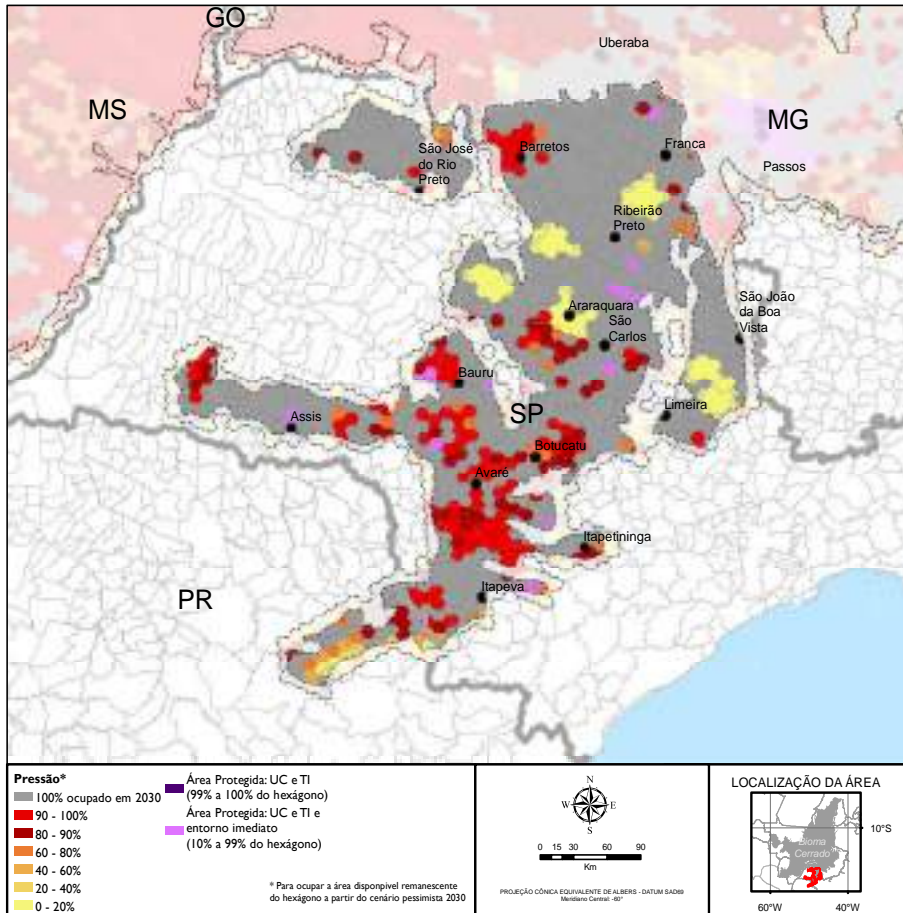 GO
Uberaba
MS
MG
São José
do Rio
Preto
Barretos
Franca
Passos
Ribeirão
Preto
Araraquara
São
Carlos
São João
da Boa
Vista
Bauru
SP
Limeira
Assis
Botucatu
Avaré
Itapetininga
Itapeva
PR
Pressão*
100% ocupado em 2030
90 - 100%
80 - 90%
60 - 80%
40 - 60%
20 - 40%
0 - 20%
Área Protegida: UC e TI
(99% a 100% do hexágono)
Área Protegida: UC e TI e
entorno imediato
(10% a 99% do hexágono)
* Para ocupar a área disponpivel remanescente
do hexágono a partir do cenário pessimista 2030
N
W E
S
0 15 30 60 90
Km
PROJEÇÃO CÔNICA EQUIVALENTE DE ALBERS - DATUM SAD69
Meridiano Central: -60°
LOCALIZAÇÃO DA ÁREA
Bioma
Cerrado
10°S
60°W 40°W